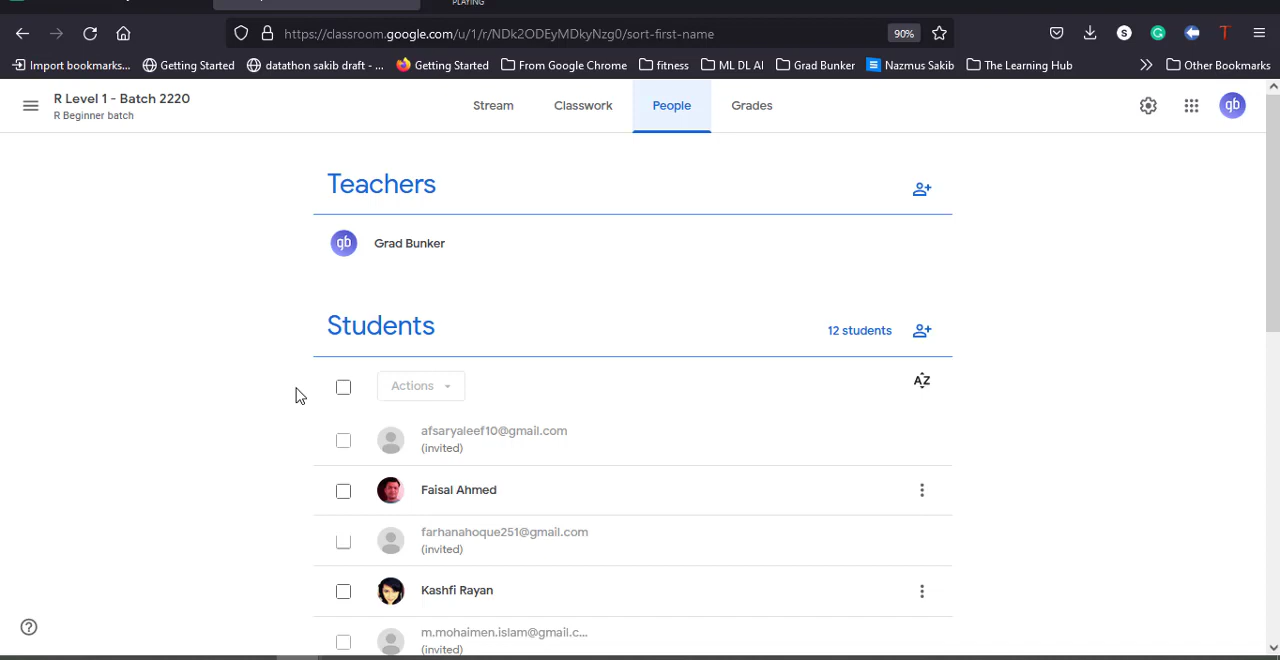 PLAYING
https://classroom.google.com/u/1/r/NDk2ODEyMDkyNzg0/sort-first-name
90%
S
T
Import bookmarks...
Getting Started
datathon sakib draft - ...
Getting Started
From Google Chrome
fitness
ML DL AI
Grad Bunker
Nazmus Sakib
The Learning Hub
Other Bookmarks
R Level 1 - Batch 2220
R Beginner batch
Stream
Classwork
People
Grades
gb
Teachers
gb
Grad Bunker
Students
12 students
Actions
AZ
afsaryaleef10@gmail.com
(invited)
Faisal Ahmed
farhanahoque251@gmail.com
(invited)
Kashfi Rayan
m.mohaimen.islam@gmail.c...
(invited)